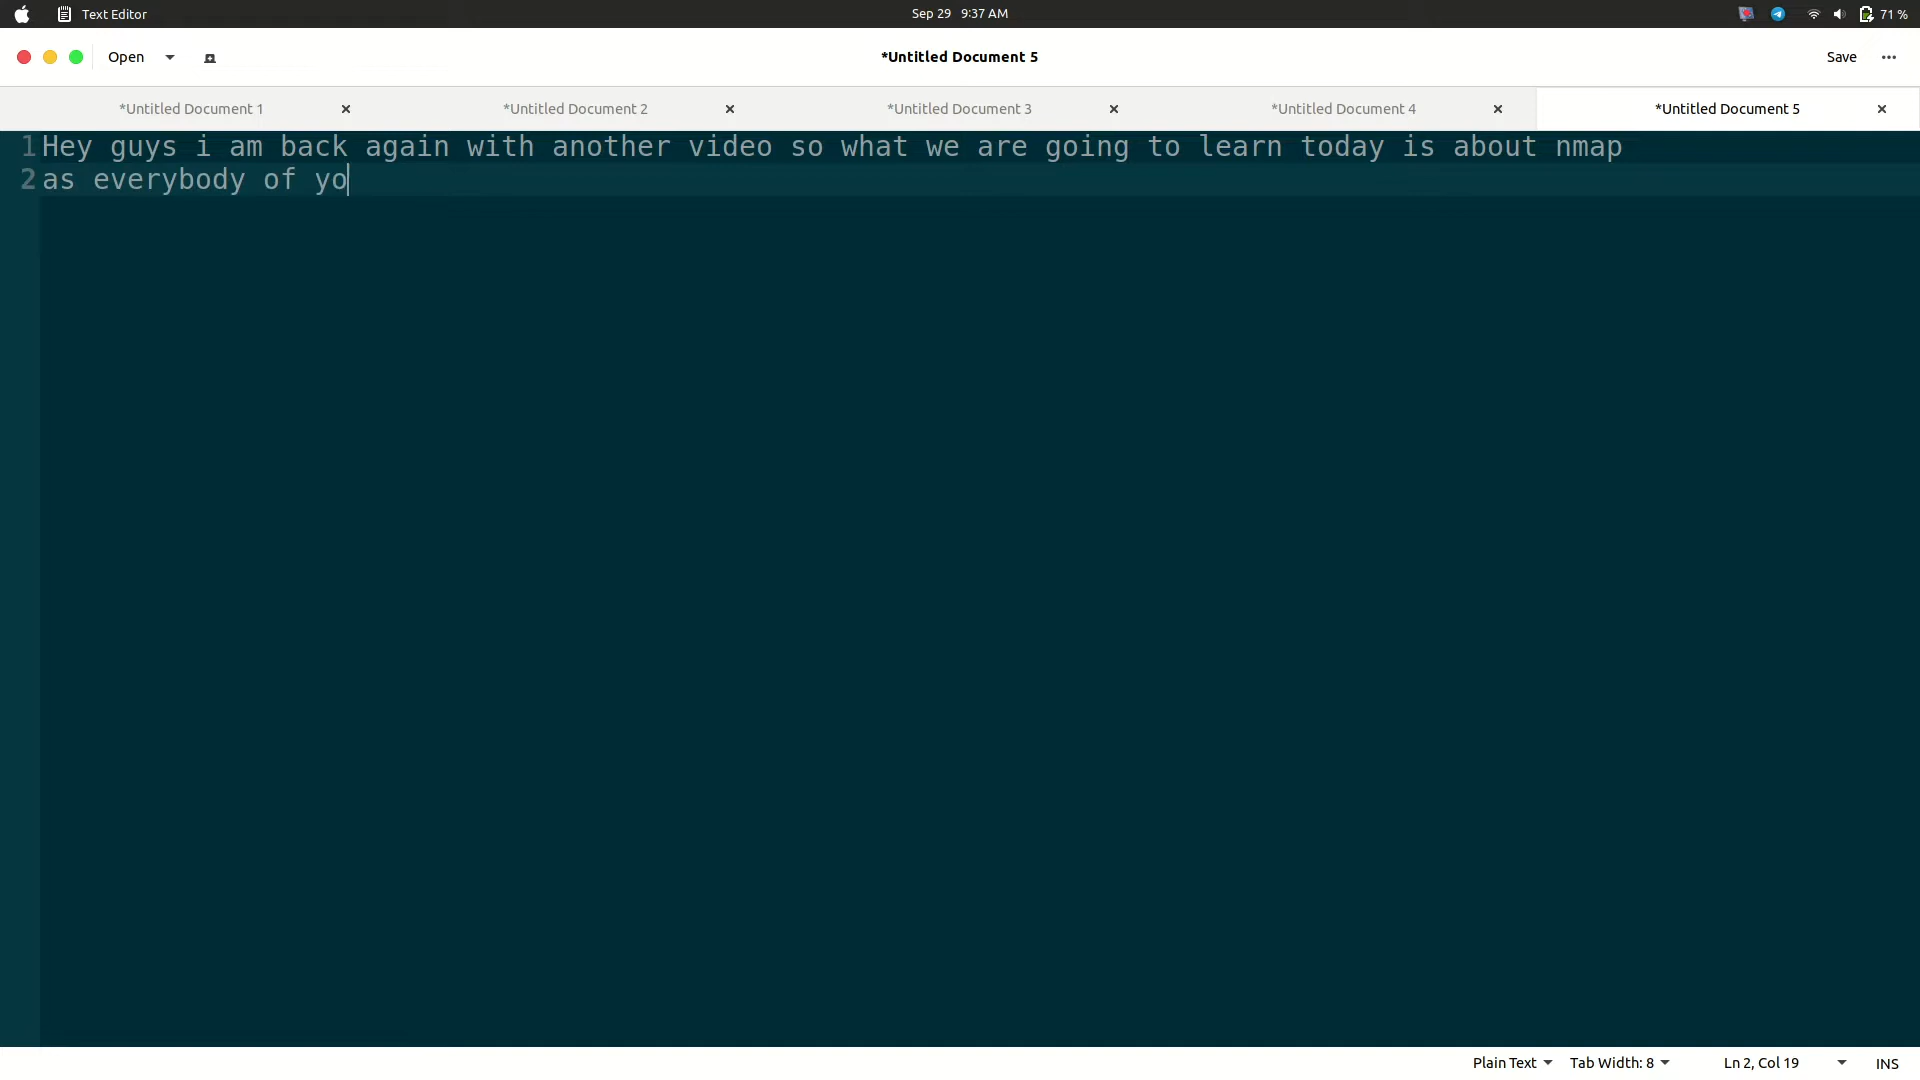 Text Editor
Sep 29 9:37 AM
71 %
Open
*Untitled Document 5
Save
*Untitled Document 1
*Untitled Document 2
*Untitled Document 3
*Untitled Document 4
*Untitled Document 5
1 Hey guys i am back again with another video so what we are going to learn today is about nmap
2 as everybody of yo
Plain Text
Tab Width: 8
Ln 2, Col 19
INS